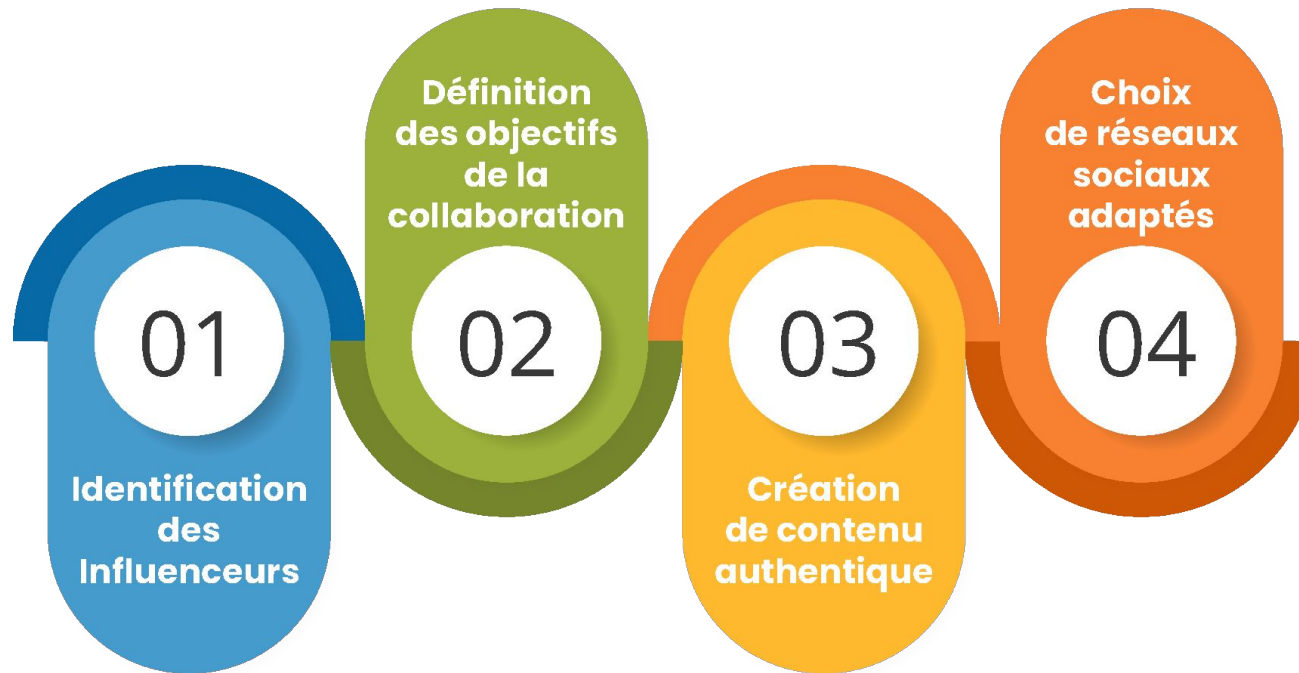 01
Identification
des
Influenceurs
Définition
des objectifs
de la
collaboration
02
03
Création
de contenu
authentique
Choix
de réseaux
sociaux
adaptés
04